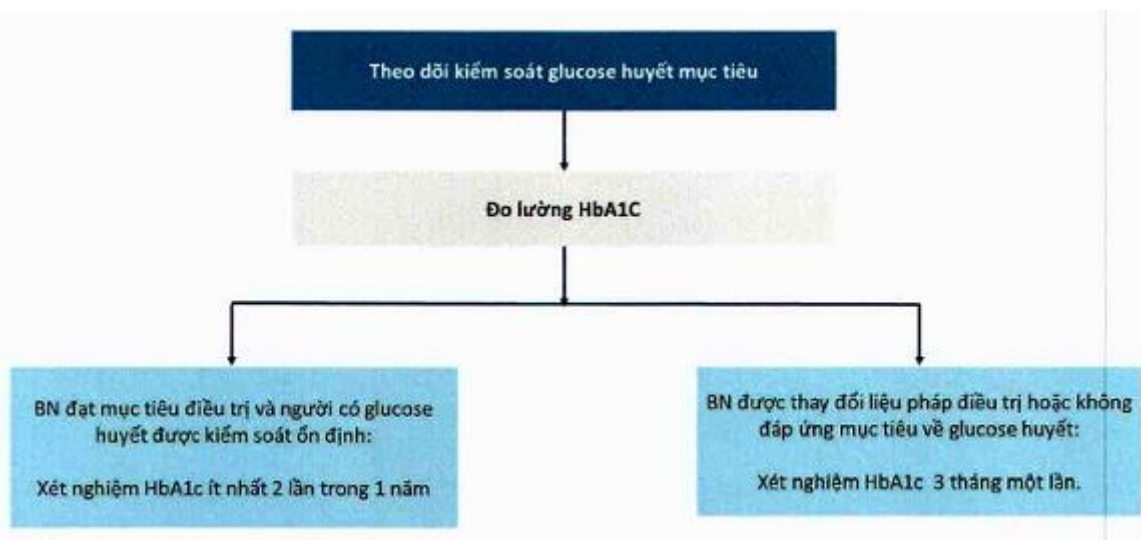 Theo dõi kiểm soát glucose huyết mục tiêu
Đo lường HbA1C
BN đạt mục tiêu điều trị và người có glucose
huyết được kiểm soát ổn định:
Xét nghiệm HbA1c ít nhất 2 lần trong 1 năm
BN được thay đổi liệu pháp điều trị hoặc không
đáp ứng mục tiêu về glucose huyết:
Xét nghiệm HbA1c 3 tháng một lần.